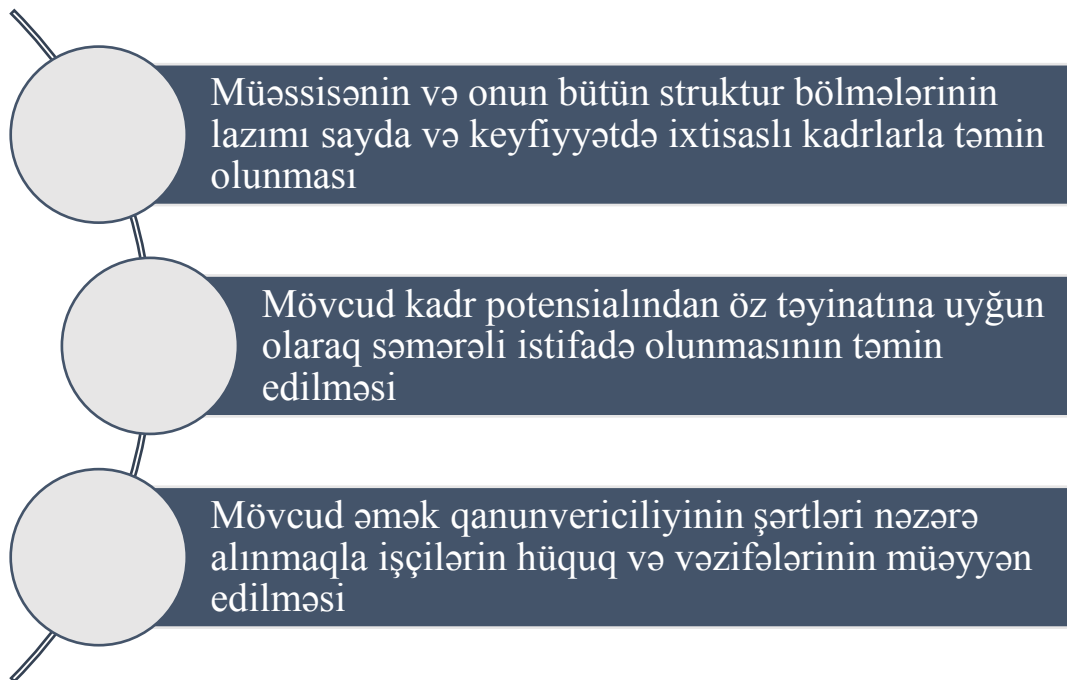 Müəssisənin və onun bütün struktur bölmələrinin
lazımı sayda və keyfiyyətdə ixtisaslı kadrlarla təmin
olunması
Mövcud kadr potensialından öz təyinatına uyğun
olaraq səmərəli istifadə olunmasının təmin
edilməsi
Mövcud əmək qanunvericiliyinin şərtləri nəzərə
alınmaqla işçilərin hüquq və vəzifələrinin müəyyən
edilməsi